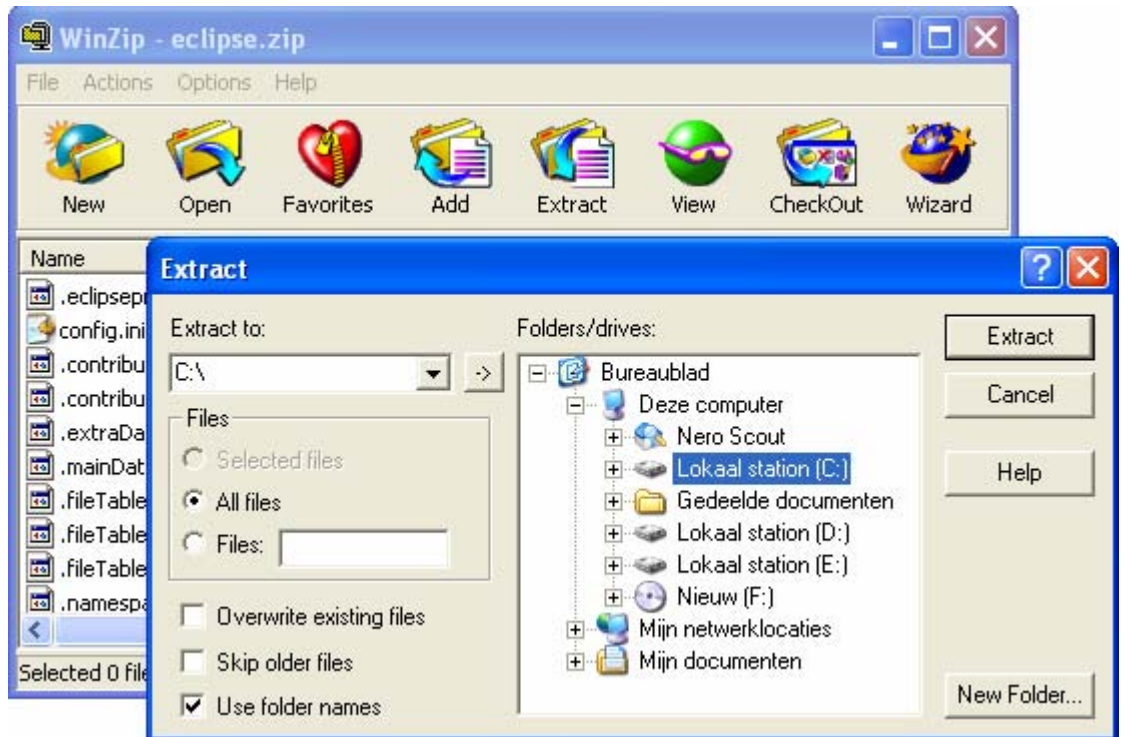 WinZip - eclipse.zip
File Actions Options Help
New Open Favorites Add Extract View CheckOut Wizard
Name
.eclipsep
config.ini
.contribu
.contribu
.extraDa
.mainDat
.fileTable
.fileTable
.fileTable
.namespa
Selected 0 file
Extract
Extract to:
C:\
->
Files
Selected files
All files
Files:
Overwrite existing files
Skip older files
Use folder names
Folders/drives:
Bureaublad
Deze computer
Nero Scout
Lokaal station (C:)
Gedeelde documenten
Lokaal station (D:)
Lokaal station (E:)
Nieuw (F:)
Mijn netwerklocaties
Mijn documenten
Extract
Cancel
Help
New Folder...